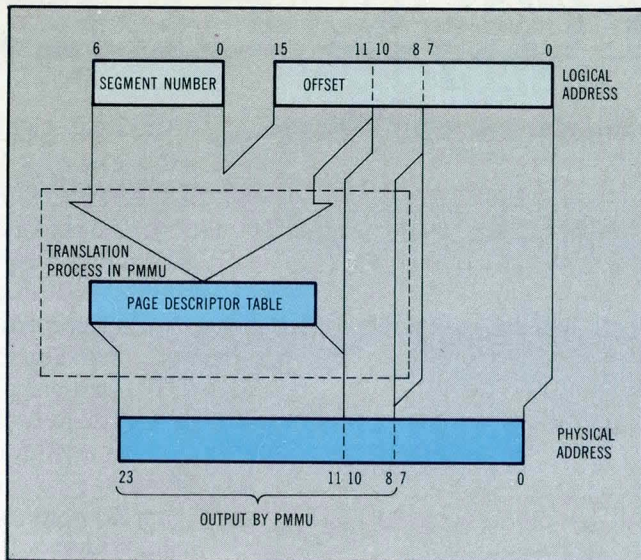 6 0 15 11 10 8 7 0
SEGMENT NUMBER OFFSET LOGICAL
ADDRESS
TRANSLATION
PROCESS IN PMMU
PAGE DESCRIPTOR TABLE
PHYSICAL
ADDRESS
23 11 10 8 7 0
OUTPUT BY PMMU